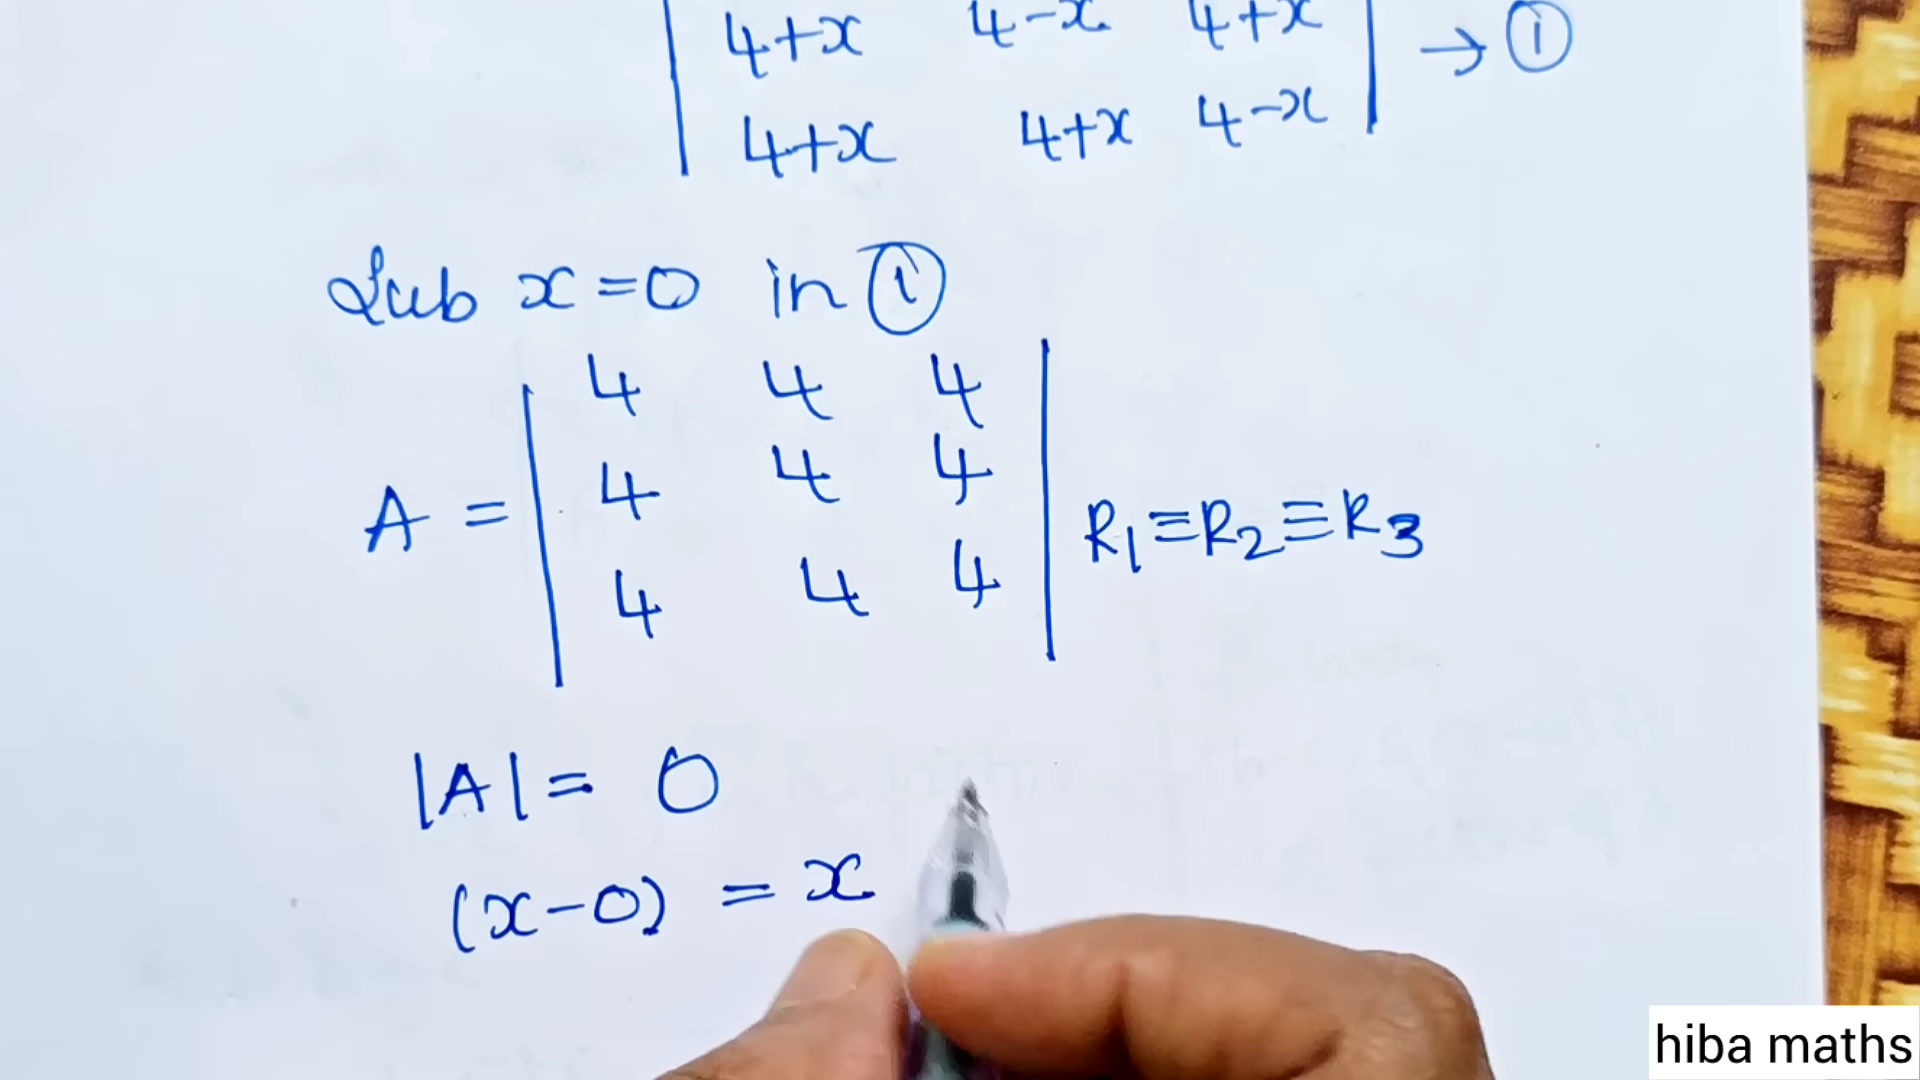 4+x 4-x 4+x → ①
4+x 4+x 4-x
Sub x=0 in ①
4 4 4
4 4 4
A = R₁≡R₂≡R₃
4 4 4
|A| = 0
(x-0) = x
hiba maths